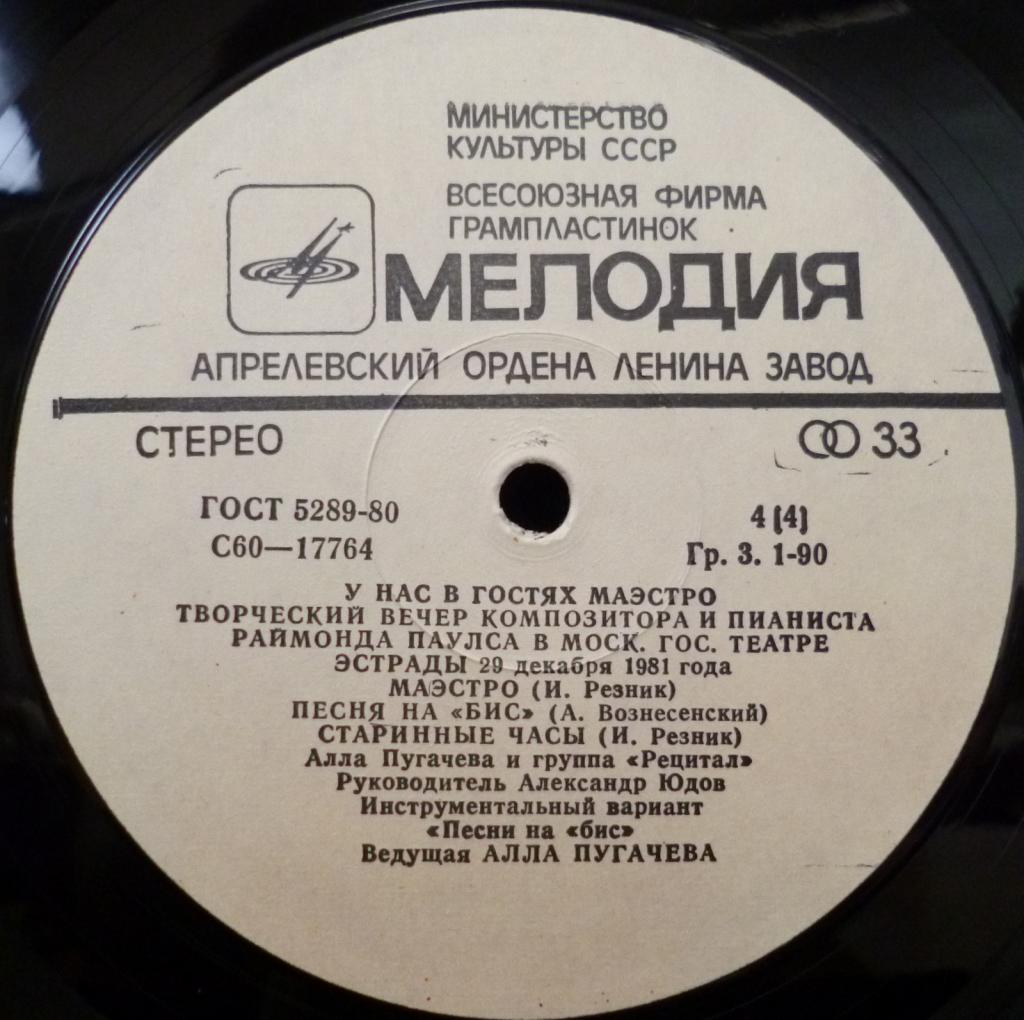 МИНИСТЕРСТВО
КУЛЬТУРЫ СССР
ВСЕСОЮЗНАЯ ФИРМА
ГРАМПЛАСТИНОК
МЕЛОДИЯ
АПРЕЛЕВСКИЙ ОРДЕНА ЛЕНИНА ЗАВОД
СТЕРЕО 33
ГОСТ 5289-80 4 (4)
С60—17764 Гр. 3. 1-90
У НАС В ГОСТЯХ МАЭСТРО
ТВОРЧЕСКИЙ ВЕЧЕР КОМПОЗИТОРА И ПИАНИСТА
РАЙМОНДА ПАУЛСА В МОСК. ГОС. ТЕАТРЕ
ЭСТРАДЫ 29 декабря 1981 года
МАЭСТРО (И. Резник)
ПЕСНЯ НА «БИС» (А. Вознесенский)
СТАРИННЫЕ ЧАСЫ (И. Резник)
Алла Пугачева и группа «Рецитал»
Руководитель Александр Юдов
Инструментальный вариант
«Песни на «бис»
Ведущая АЛЛА ПУГАЧЕВА